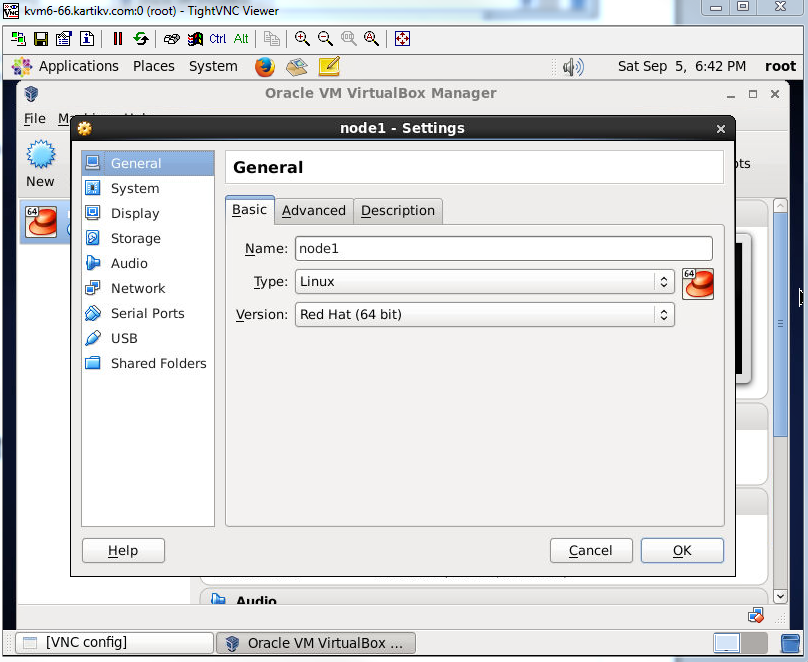 kvm6-66.kartikv.com:0 (root) - TightVNC Viewer
Ctrl Alt
Applications Places System Sat Sep 5, 6:42 PM root
Oracle VM VirtualBox Manager
File
node1 - Settings
New
General
System
Display
Storage
Audio
Network
Serial Ports
USB
Shared Folders
General
Basic Advanced Description
Name: node1
Type: Linux
64
Version: Red Hat (64 bit)
64
Help Cancel OK
Audio
[VNC config] Oracle VM VirtualBox ...